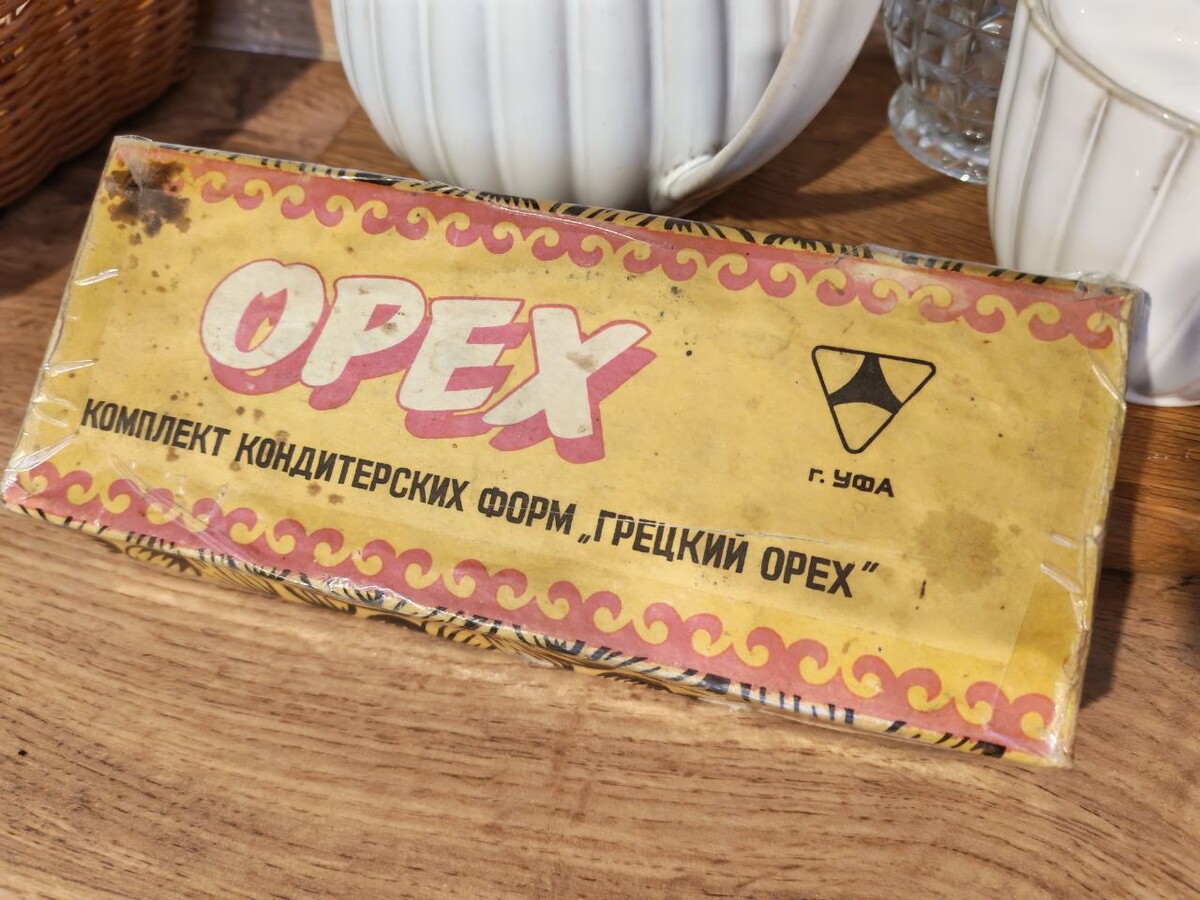 ОРЕХ
КОМПЛЕКТ КОНДИТЕРСКИХ ФОРМ „ГРЕЦКИЙ ОРЕХ“
г. УФА